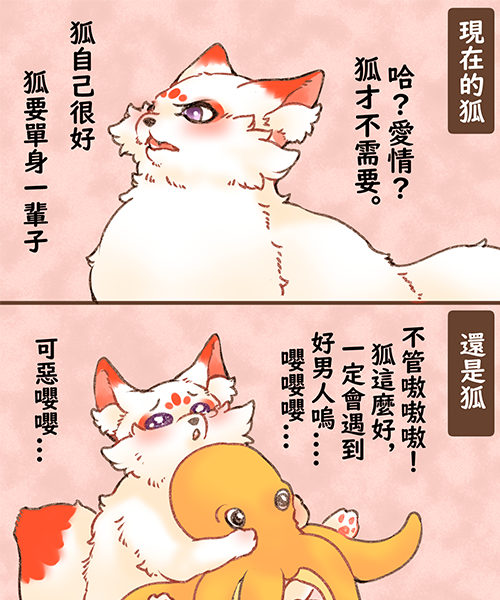 現在的狐
哈？愛情？
狐才不需要。
狐自己很好
狐要單身一輩子
還是狐
不管嗷嗷嗷！
狐這麼好，
一定會遇到
好男人嗚……
嚶嚶嚶…
可惡嚶嚶…